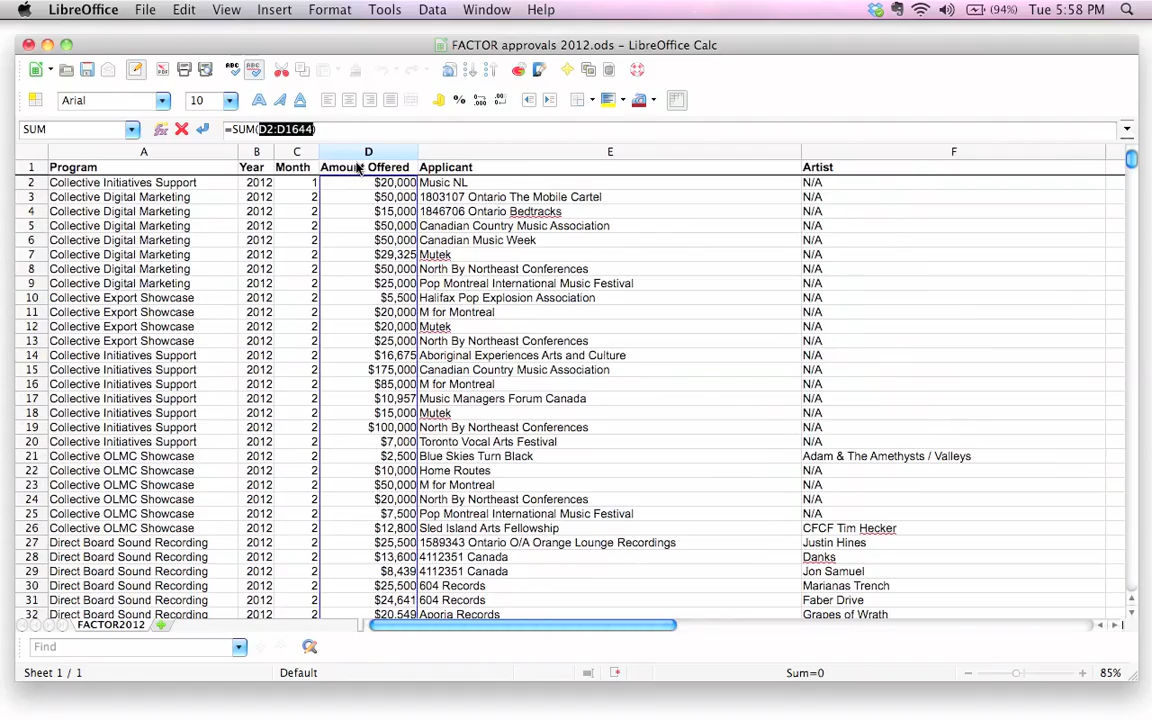 LibreOffice File Edit View Insert Format Tools Data Window Help (94%) Tue 5:58 PM
FACTOR approvals 2012.ods - LibreOffice Calc
Arial 10 %
SUM =SUM(D2:D1644)
A B C D E F
1 Program Year Month Amount Offered Applicant Artist
2 Collective Initiatives Support 2012 1 $20,000 Music NL N/A
3 Collective Digital Marketing 2012 2 $50,000 1803107 Ontario The Mobile Cartel N/A
4 Collective Digital Marketing 2012 2 $15,000 1846706 Ontario Bedtracks N/A
5 Collective Digital Marketing 2012 2 $50,000 Canadian Country Music Association N/A
6 Collective Digital Marketing 2012 2 $50,000 Canadian Music Week N/A
7 Collective Digital Marketing 2012 2 $29,325 Mutek N/A
8 Collective Digital Marketing 2012 2 $50,000 North By Northeast Conferences N/A
9 Collective Digital Marketing 2012 2 $25,000 Pop Montreal International Music Festival N/A
10 Collective Export Showcase 2012 2 $5,500 Halifax Pop Explosion Association N/A
11 Collective Export Showcase 2012 2 $20,000 M for Montreal N/A
12 Collective Export Showcase 2012 2 $20,000 Mutek N/A
13 Collective Export Showcase 2012 2 $25,000 North By Northeast Conferences N/A
14 Collective Initiatives Support 2012 2 $16,675 Aboriginal Experiences Arts and Culture N/A
15 Collective Initiatives Support 2012 2 $175,000 Canadian Country Music Association N/A
16 Collective Initiatives Support 2012 2 $85,000 M for Montreal N/A
17 Collective Initiatives Support 2012 2 $10,957 Music Managers Forum Canada N/A
18 Collective Initiatives Support 2012 2 $15,000 Mutek N/A
19 Collective Initiatives Support 2012 2 $100,000 North By Northeast Conferences N/A
20 Collective Initiatives Support 2012 2 $7,000 Toronto Vocal Arts Festival N/A
21 Collective OLMC Showcase 2012 2 $2,500 Blue Skies Turn Black Adam & The Amethysts / Valleys
22 Collective OLMC Showcase 2012 2 $10,000 Home Routes N/A
23 Collective OLMC Showcase 2012 2 $50,000 M for Montreal N/A
24 Collective OLMC Showcase 2012 2 $20,000 North By Northeast Conferences N/A
25 Collective OLMC Showcase 2012 2 $7,500 Pop Montreal International Music Festival N/A
26 Collective OLMC Showcase 2012 2 $12,800 Sled Island Arts Fellowship CFCF Tim Hecker
27 Direct Board Sound Recording 2012 2 $25,500 1589343 Ontario O/A Orange Lounge Recordings Justin Hines
28 Direct Board Sound Recording 2012 2 $13,600 4112351 Canada Danks
29 Direct Board Sound Recording 2012 2 $8,439 4112351 Canada Jon Samuel
30 Direct Board Sound Recording 2012 2 $25,500 604 Records Marianas Trench
31 Direct Board Sound Recording 2012 2 $24,641 604 Records Faber Drive
32 Direct Board Sound Recording 2012 2 $20,549 Aporia Records Grapes of Wrath
FACTOR2012
Find
Sheet 1 / 1 Default Sum=0 85%